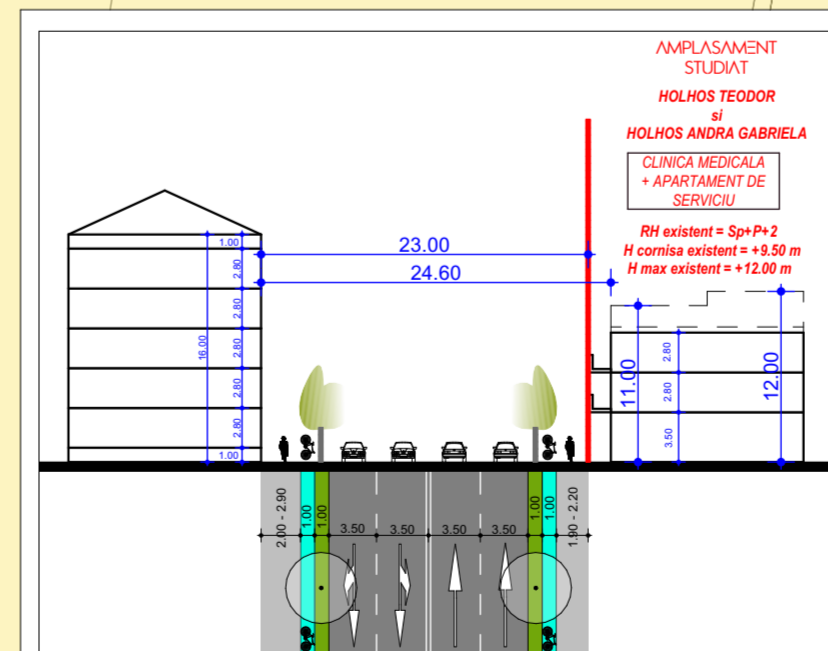 AMPLASAMENT
STUDIAT
HOLHOS TEODOR
si
HOLHOS ANDRA GABRIELA
CLINICA MEDICALA
+ APARTAMENT DE
SERVICIU
RH existent = Sp+P+2
H cornisa existent = +9.50 m
H max existent = +12.00 m
23.00
24.60
1.00
2.80
2.80
2.80
2.80
2.80
1.00
16.00
11.00
2.80
2.80
3.50
12.00
2.00 - 2.90
1.00
1.00
3.50
3.50
3.50
3.50
1.00
1.00
1.90 - 2.20